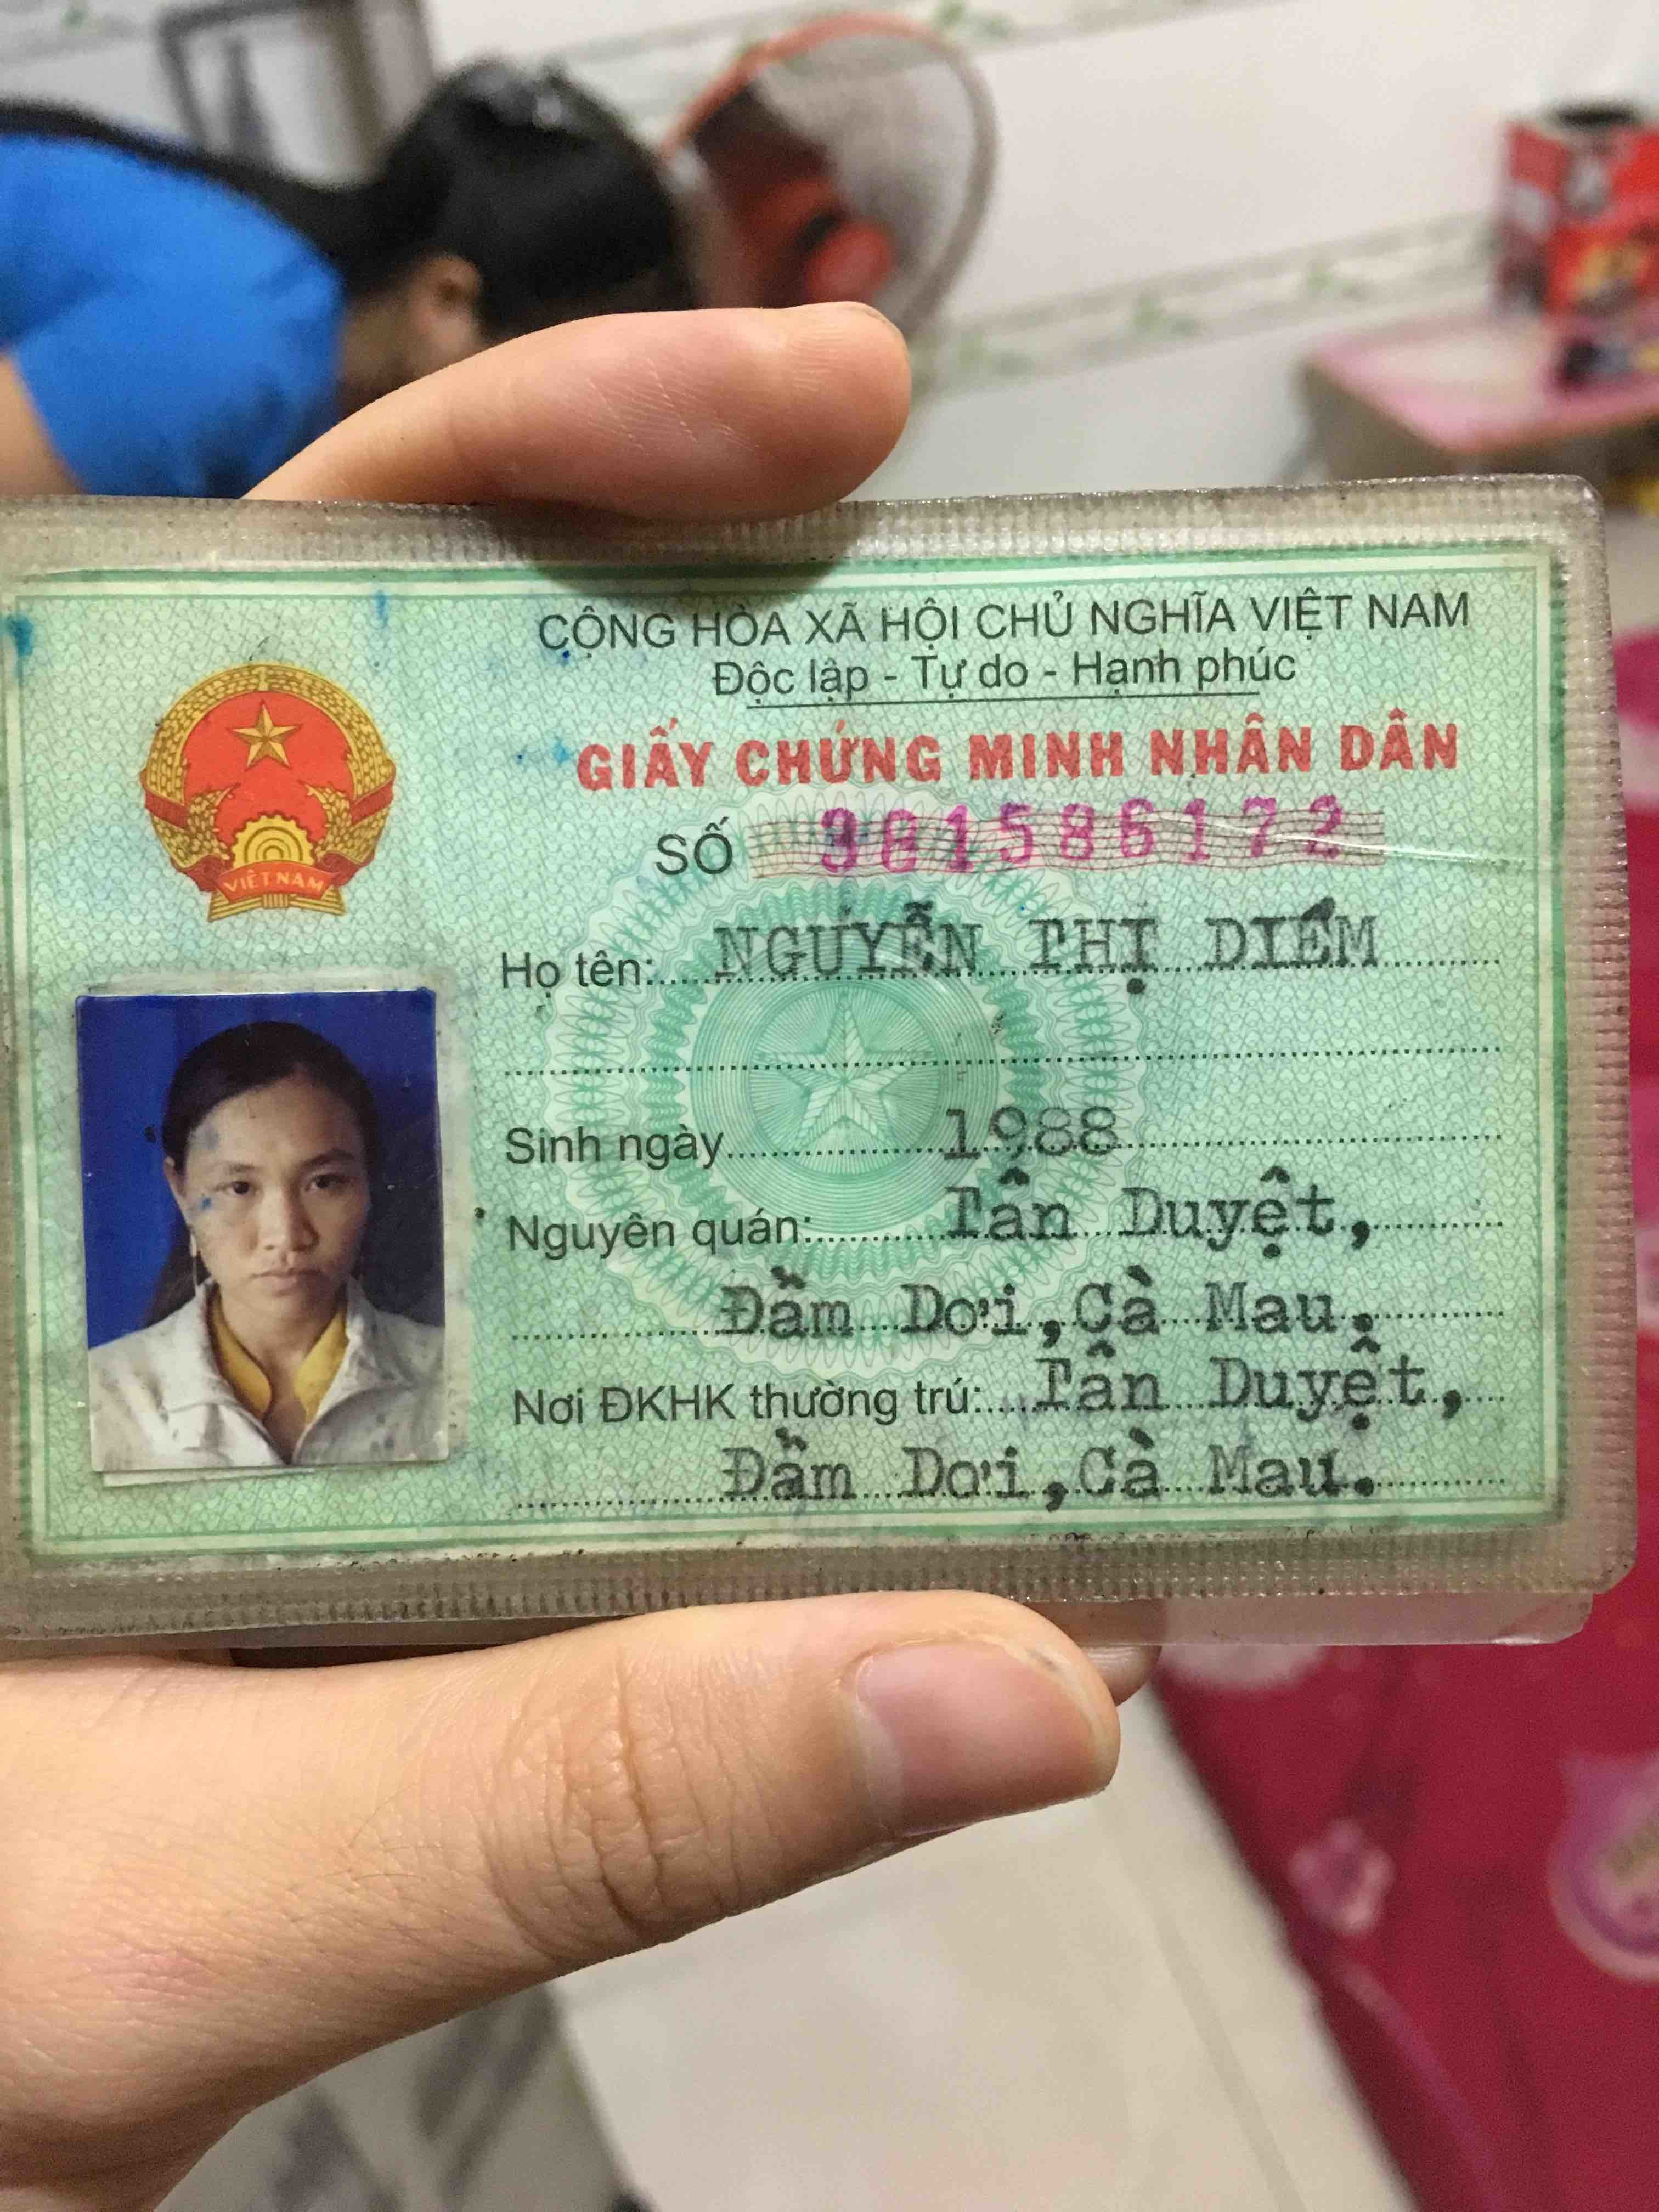 CỘNG HÒA XÃ HỘI CHỦ NGHĨA VIỆT NAM
Độc lập - Tự do - Hạnh phúc
GIẤY CHỨNG MINH NHÂN DÂN
SỐ 381586172
VIỆT NAM
Họ tên: NGUYỄN THỊ DIỄM
Sinh ngày 1988
Nguyên quán: Tân Duyệt,
Đầm Dơi, Cà Mau.
Nơi ĐKHK thường trú: Tân Duyệt,
Đầm Dơi, Cà Mau.